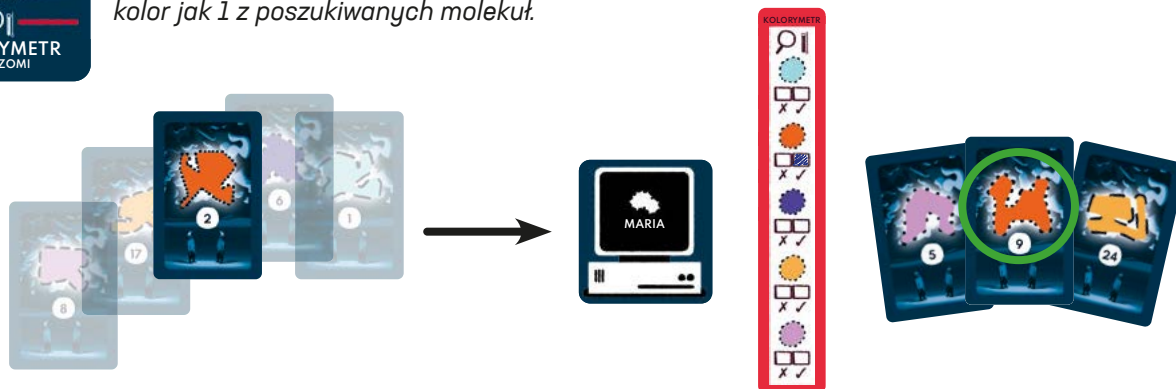 kolor jak 1 z poszukiwanych molekuł.
YMETR
ZOMI
8
17
2
6
1
MARIA
KOLORYMETR
✗ ✓
✗ ✓
✗ ✓
✗ ✓
✗ ✓
5
9
24